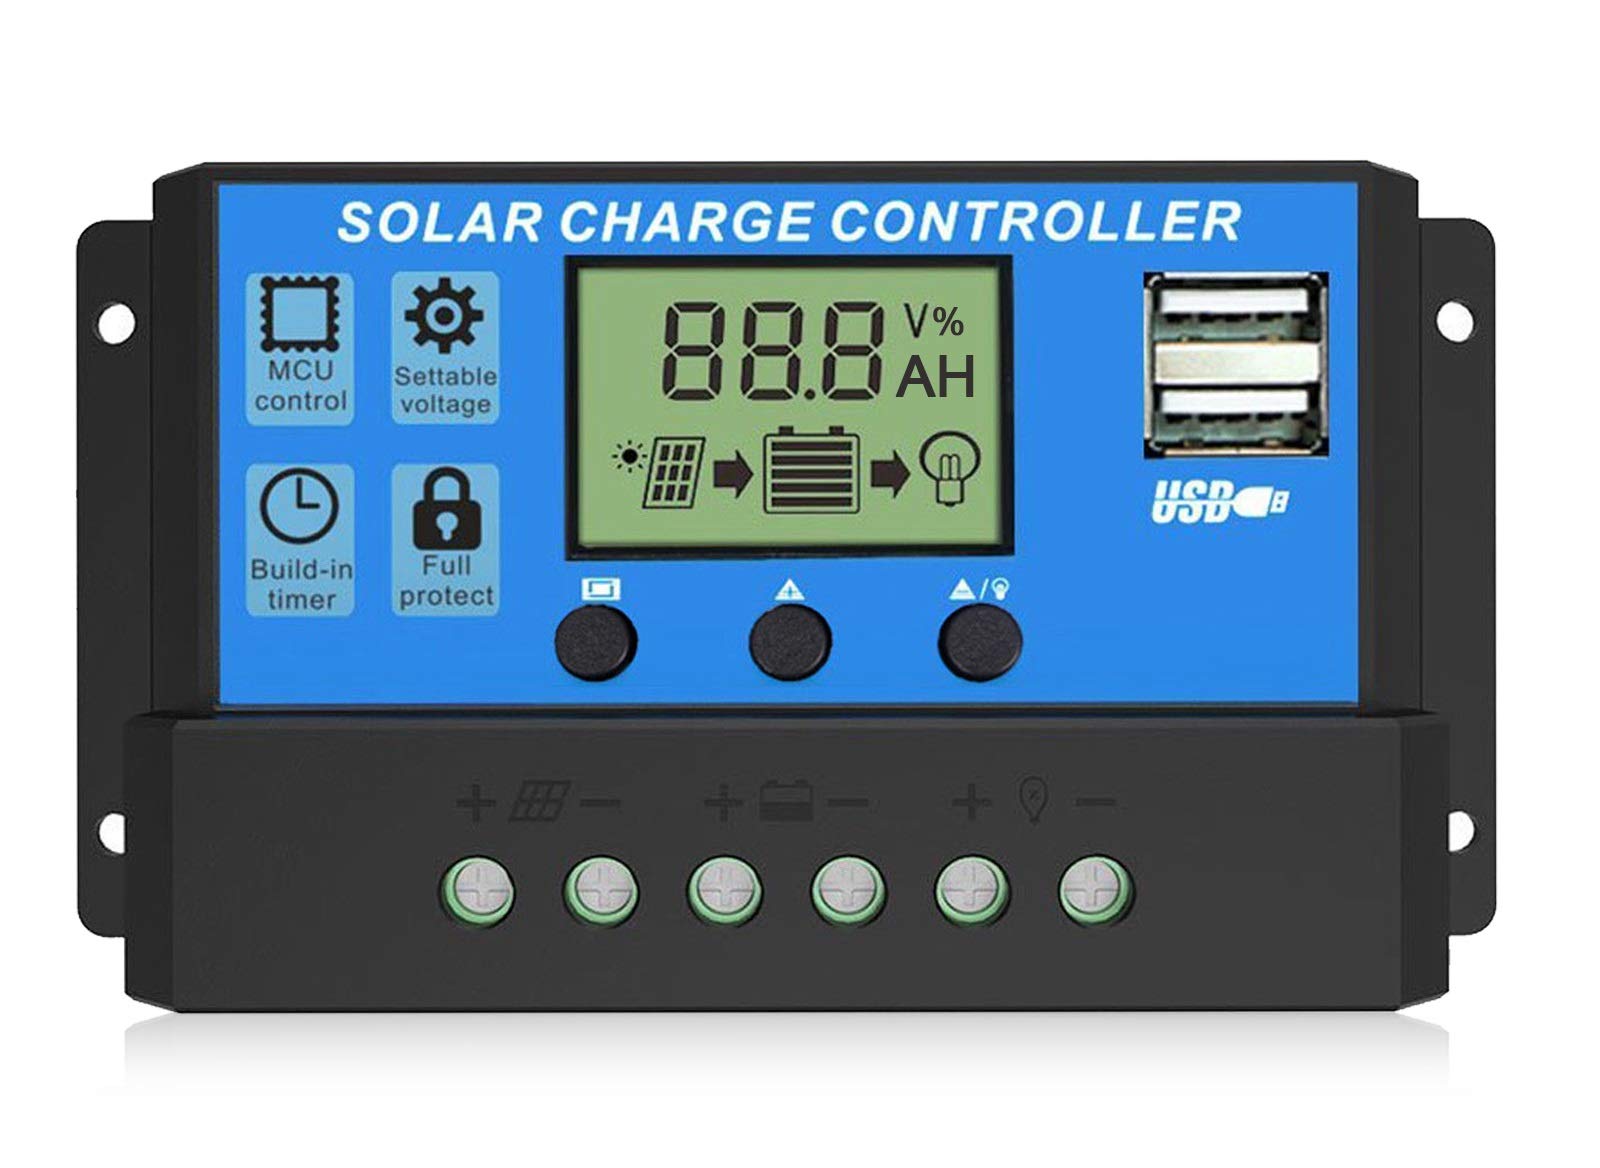 SOLAR CHARGE CONTROLLER
MCU
control
Settable
voltage
88.8 V%
AH
USB
Build-in
timer
Full
protect